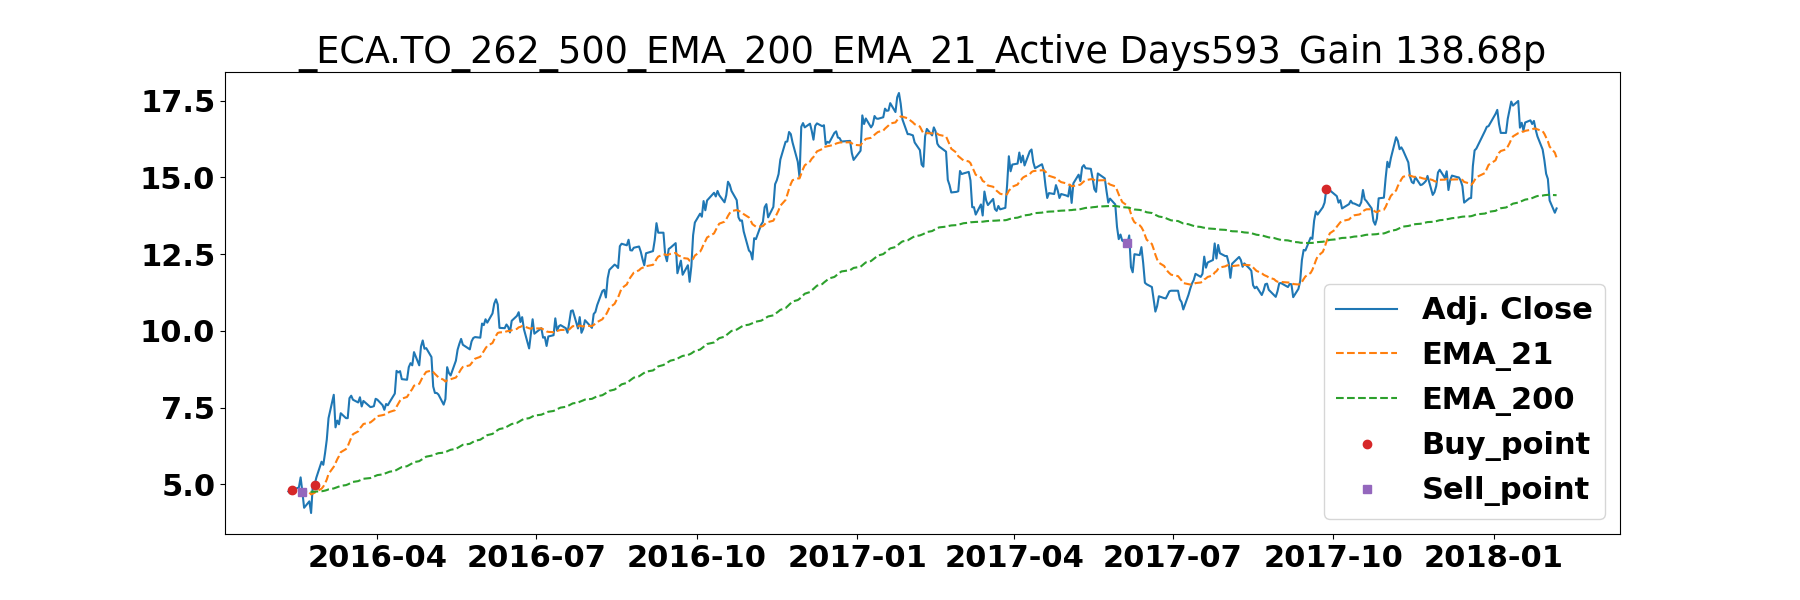 _ECA.TO_262_500_EMA_200_EMA_21_Active Days593_Gain 138.68p
17.5
15.0
12.5
10.0
7.5
5.0
Adj. Close
EMA_21
EMA_200
Buy_point
Sell_point
2016-04
2016-07
2016-10
2017-01
2017-04
2017-07
2017-10
2018-01